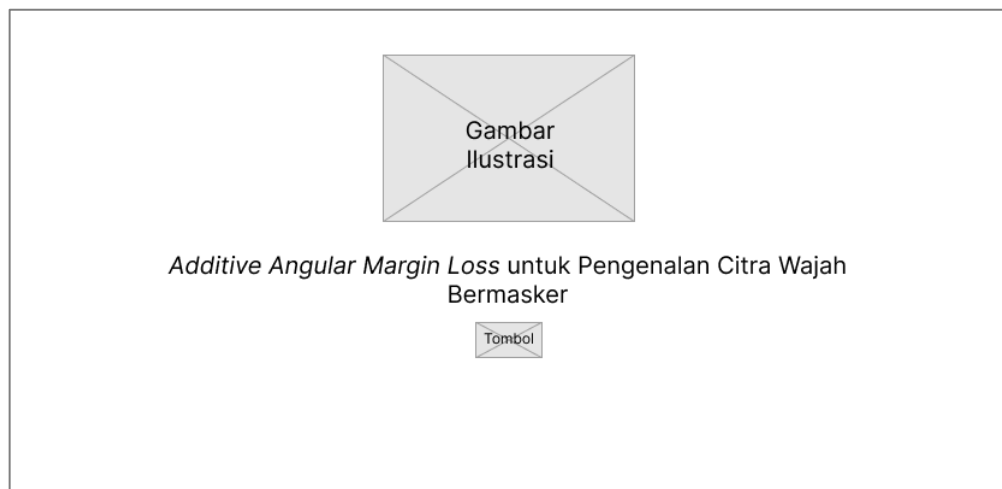 Gambar
Ilustrasi
Additive Angular Margin Loss untuk Pengenalan Citra Wajah
Bermasker
Tombol